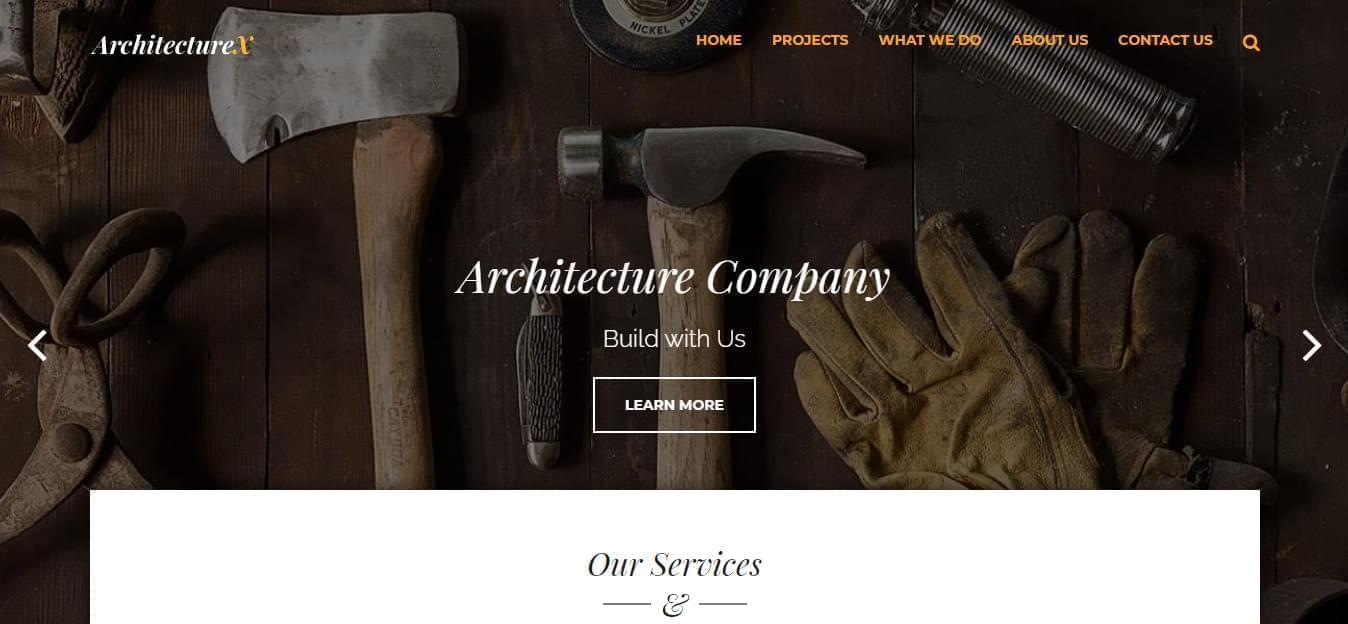 ArchitectureX
HOME PROJECTS WHAT WE DO ABOUT US CONTACT US
NICKEL PLATE
Architecture Company
Build with Us
LEARN MORE
Our Services
&